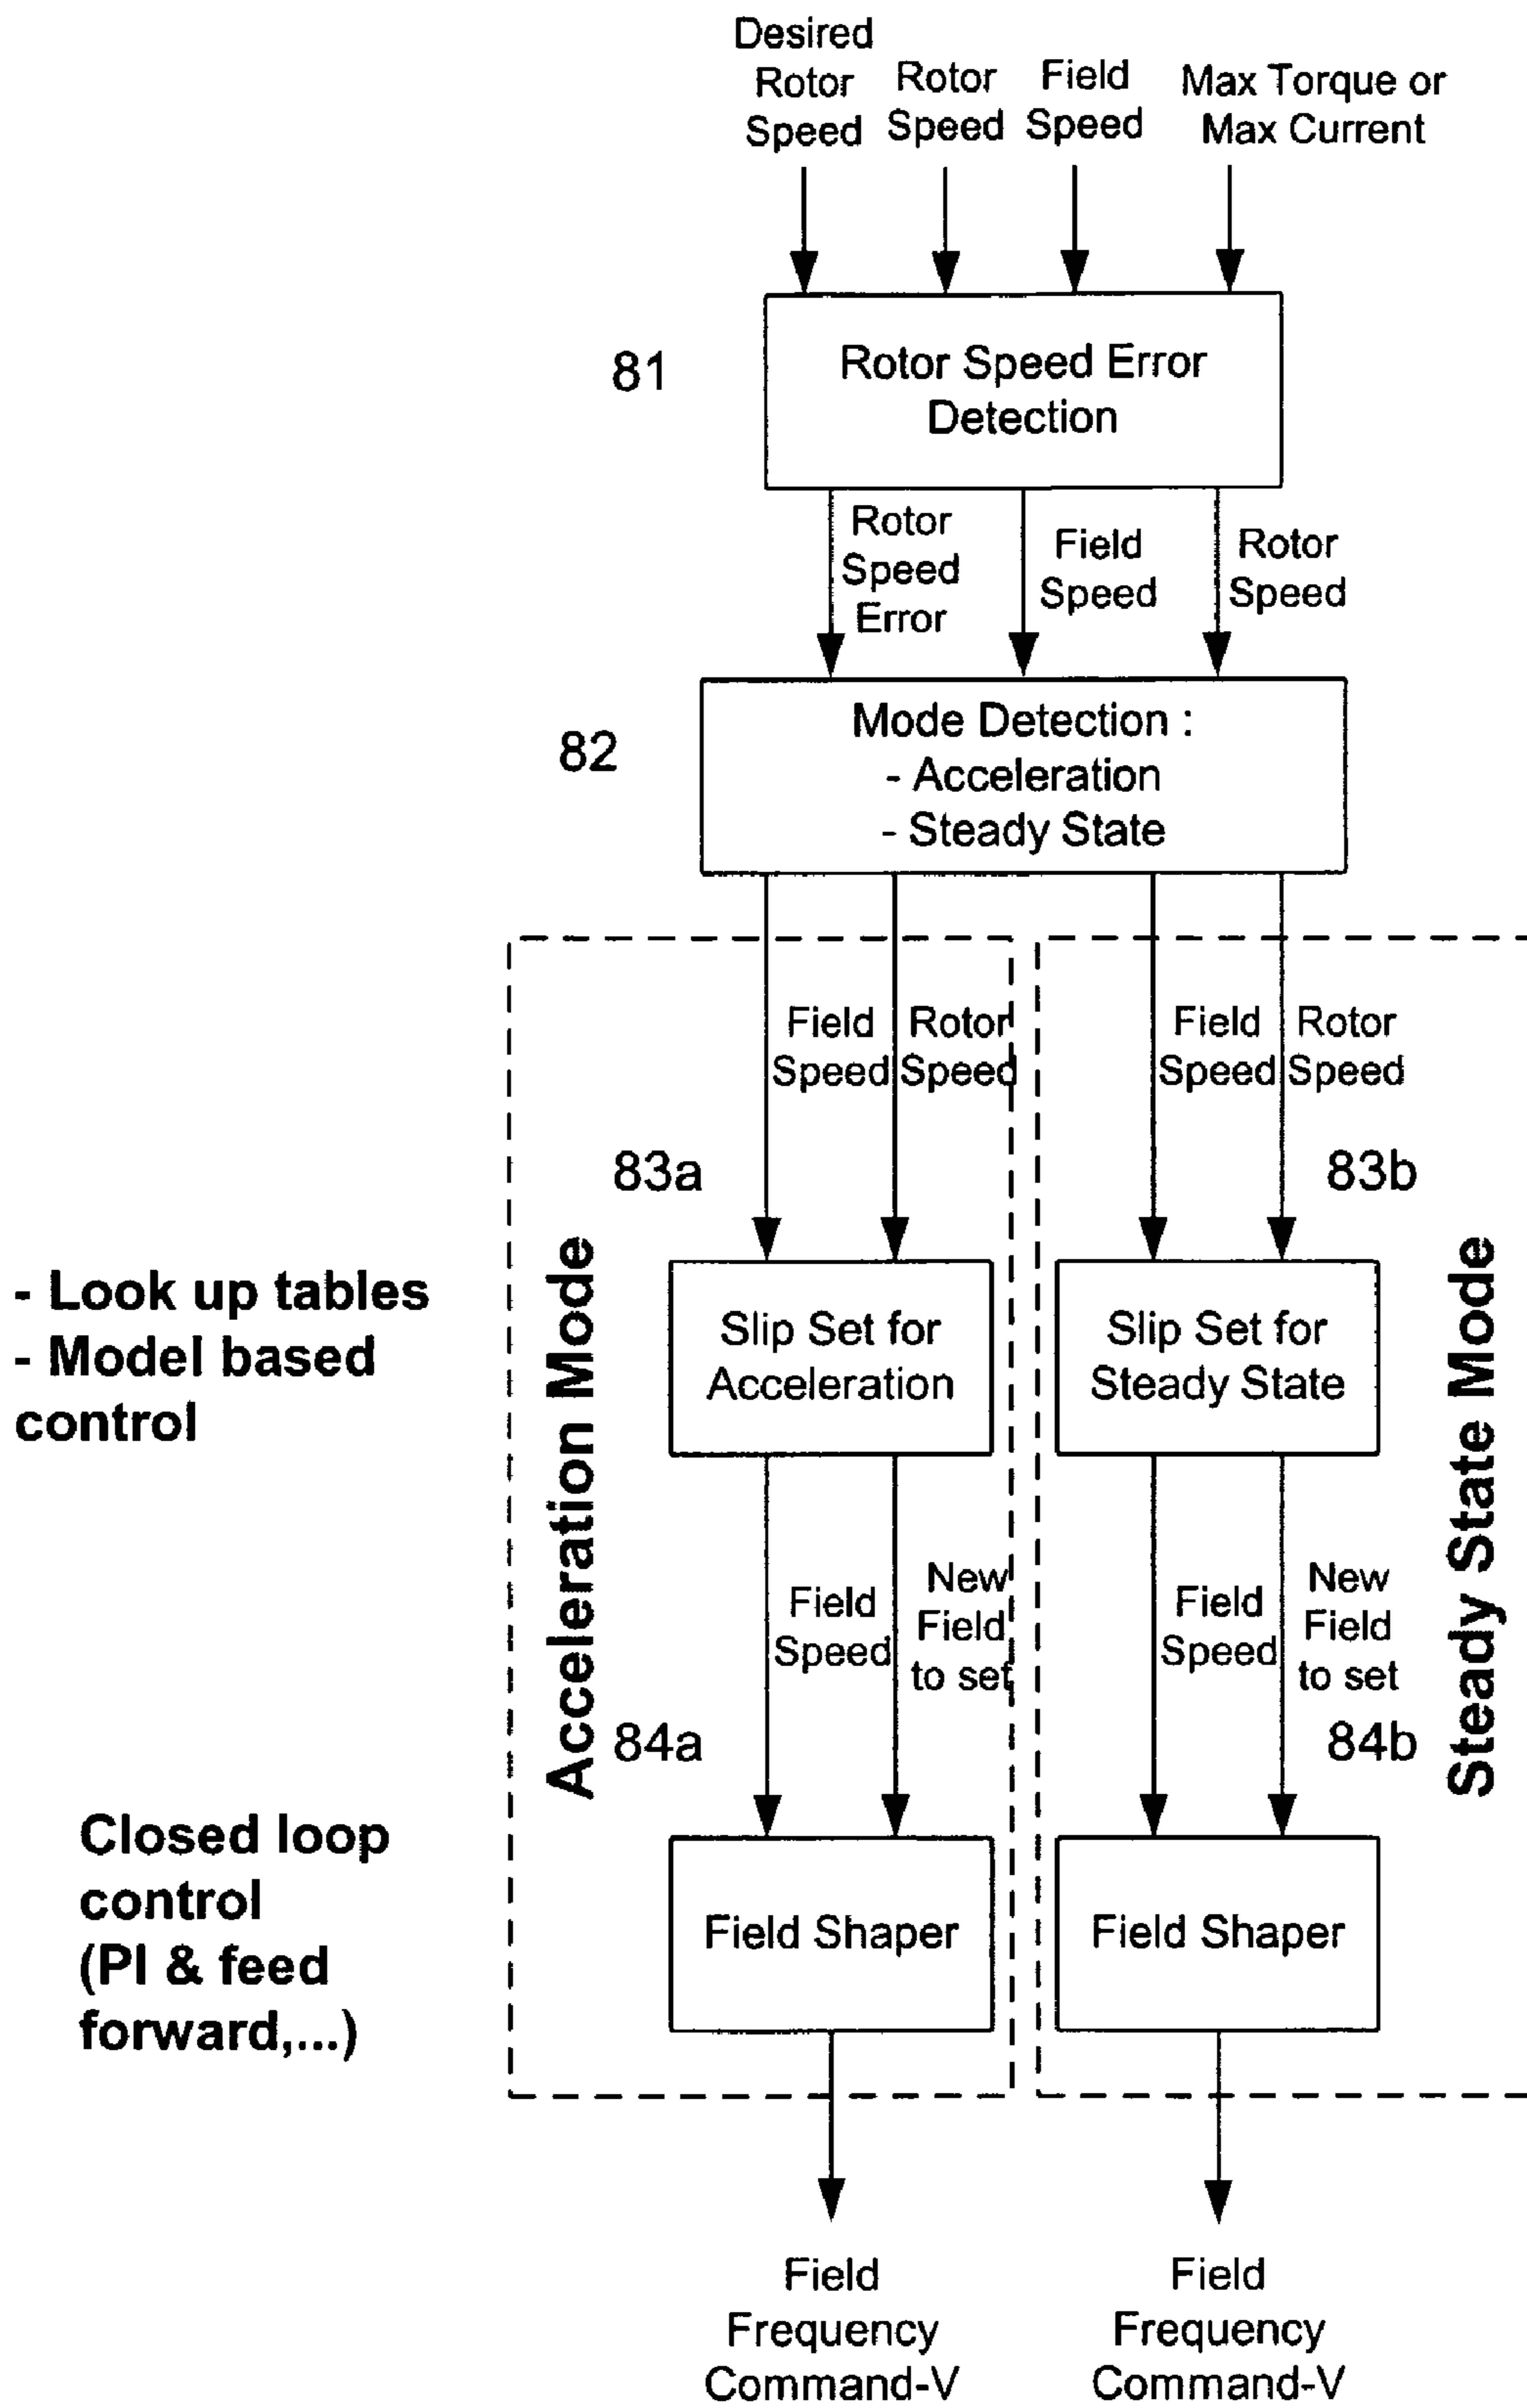 Desired
Rotor
Speed
Rotor
Speed
Field
Speed
Max Torque or
Max Current
81
Rotor Speed Error
Detection
Rotor
Speed
Error
Field
Speed
Rotor
Speed
82
Mode Detection :
- Acceleration
- Steady State
Field
Speed
Rotor
Speed
Field
Speed
Rotor
Speed
83a
83b
- Look up tables
- Model based
control
Acceleration Mode
Slip Set for
Acceleration
Slip Set for
Steady State
Steady State Mode
Field
Speed
New
Field
to set
Field
Speed
New
Field
to set
84a
84b
Closed loop
control
(PI & feed
forward,...)
Field Shaper
Field Shaper
Field
Frequency
Command-V
Field
Frequency
Command-V